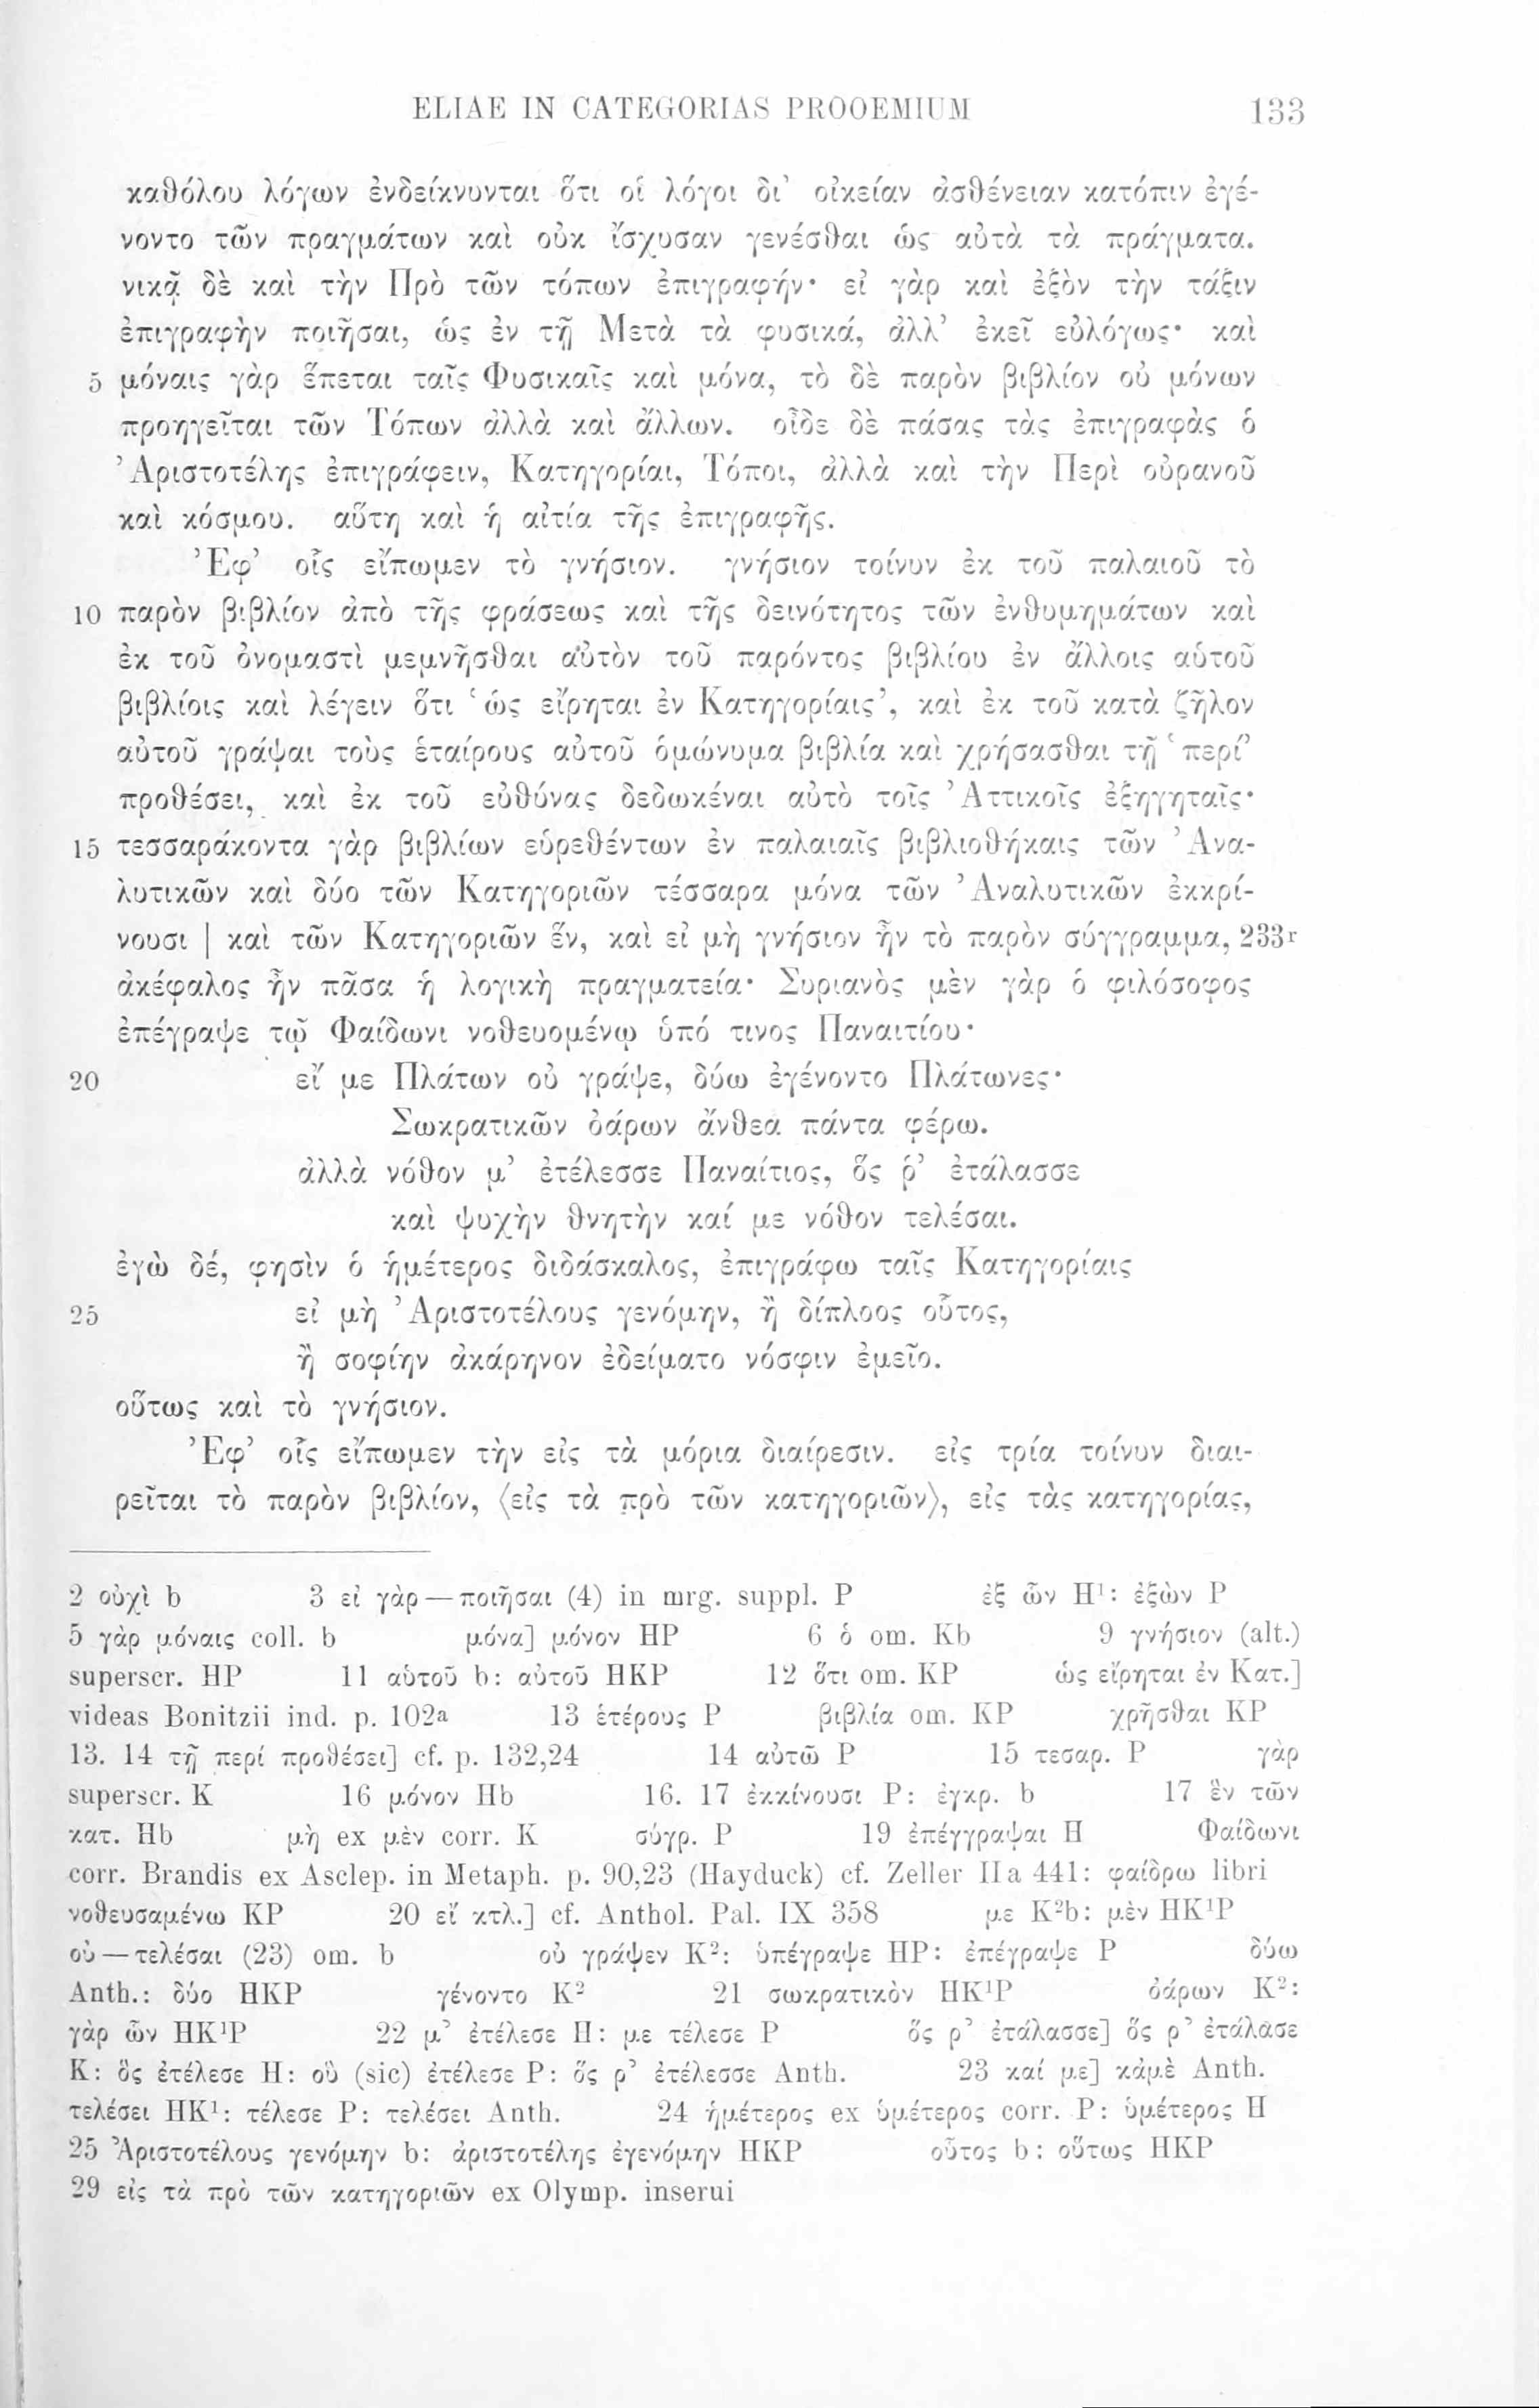 ELIAE IN CATEGORIAS PROOEMIUM 133
καθόλου λόγων ἐνδείκνυνται ὅτι οἱ λόγοι δι’ οἰκείαν ἀσθένειαν κατόπιν ἐγέ-
νοντο τῶν πραγμάτων καὶ οὐκ ἴσχυσαν γενέσθαι ὡς αὐτὰ τὰ πράγματα.
νικᾷ δὲ καὶ τὴν Πρὸ τῶν τόπων ἐπιγραφήν· εἰ γὰρ καὶ ἐξὸν τὴν τάξιν
ἐπιγραφὴν ποιῆσαι, ὡς ἐν τῇ Μετὰ τὰ φυσικά, ἀλλ’ ἐκεῖ εὐλόγως· καὶ
5 μόναις γὰρ ἕπεται ταῖς Φυσικαῖς καὶ μόνα, τὸ δὲ παρὸν βιβλίον οὐ μόνων
προηγεῖται τῶν Τόπων ἀλλὰ καὶ ἄλλων. οἶδε δὲ πάσας τὰς ἐπιγραφὰς ὁ
Ἀριστοτέλης ἐπιγράφειν, Κατηγορίαι, Τόποι, ἀλλὰ καὶ τὴν Περὶ οὐρανοῦ
καὶ κόσμου. αὕτη καὶ ἡ αἰτία τῆς ἐπιγραφῆς.
Ἐφ’ οἷς εἴπωμεν τὸ γνήσιον. γνήσιον τοίνυν ἐκ τοῦ παλαιοῦ τὸ
10 παρὸν βιβλίον ἀπὸ τῆς φράσεως καὶ τῆς δεινότητος τῶν ἐνθυμημάτων καὶ
ἐκ τοῦ ὀνομαστὶ μεμνῆσθαι αὐτὸν τοῦ παρόντος βιβλίου ἐν ἄλλοις αὑτοῦ
βιβλίοις καὶ λέγειν ὅτι ‘ὡς εἴρηται ἐν Κατηγορίαις’, καὶ ἐκ τοῦ κατὰ ζῆλον
αὐτοῦ γράψαι τοὺς ἑταίρους αὐτοῦ ὁμώνυμα βιβλία καὶ χρήσασθαι τῇ ‘περί’
προθέσει, καὶ ἐκ τοῦ εὐθύνας δεδωκέναι αὐτὸ τοῖς Ἀττικοῖς ἐξηγηταῖς·
15 τεσσαράκοντα γὰρ βιβλίων εὑρεθέντων ἐν παλαιαῖς βιβλιοθήκαις τῶν Ἀνα-
λυτικῶν καὶ δύο τῶν Κατηγοριῶν τέσσαρα μόνα τῶν Ἀναλυτικῶν ἐκκρί-
νουσι | καὶ τῶν Κατηγοριῶν ἕν, καὶ εἰ μὴ γνήσιον ἦν τὸ παρὸν σύγγραμμα, 233r
ἀκέφαλος ἦν πᾶσα ἡ λογικὴ πραγματεία· Συριανὸς μὲν γὰρ ὁ φιλόσοφος
ἐπέγραψε τῷ Φαίδωνι νοθευομένῳ ὑπό τινος Παναιτίου·
20 εἴ με Πλάτων οὐ γράψε, δύω ἐγένοντο Πλάτωνες·
Σωκρατικῶν ὀάρων ἄνθεα πάντα φέρω.
ἀλλὰ νόθον μ’ ἐτέλεσσε Παναίτιος, ὅς ῥ’ ἐτάλασσε
καὶ ψυχὴν θνητὴν καί με νόθον τελέσαι.
ἐγὼ δέ, φησὶν ὁ ἡμέτερος διδάσκαλος, ἐπιγράφω ταῖς Κατηγορίαις
25 εἰ μὴ Ἀριστοτέλους γενόμην, ἢ δίπλοος οὗτος,
ἢ σοφίην ἀκάρηνον ἐδείματο νόσφιν ἐμεῖο.
οὕτως καὶ τὸ γνήσιον.
Ἐφ’ οἷς εἴπωμεν τὴν εἰς τὰ μόρια διαίρεσιν. εἰς τρία τοίνυν διαι-
ρεῖται τὸ παρὸν βιβλίον, ⟨εἰς τὰ πρὸ τῶν κατηγοριῶν⟩, εἰς τὰς κατηγορίας,
2 οὐχὶ b 3 εἰ γὰρ — ποιῆσαι (4) in mrg. suppl. P ἐξ ὧν H¹: ἐξὼν P
5 γὰρ μόναις coll. b μόνα] μόνον HP 6 ὁ om. Kb 9 γνήσιον (alt.)
superscr. HP 11 αὑτοῦ b: αὐτοῦ HKP 12 ὅτι om. KP ὡς εἴρηται ἐν Κατ.]
videas Bonitzii ind. p. 102a 13 ἑτέρους P βιβλία om. KP χρῆσθαι KP
13. 14 τῇ περί προθέσει] cf. p. 132,24 14 αὐτῶ P 15 τεσαρ. P γὰρ
superscr. K 16 μόνον Hb 16. 17 ἐκκίνουσι P: ἐγκρ. b 17 ἓν τῶν
κατ. Hb μὴ ex μὲν corr. K σύγρ. P 19 ἐπέγγραψαι H Φαίδωνι
corr. Brandis ex Asclep. in Metaph. p. 90,23 (Hayduck) cf. Zeller IIa 441: φαίδρω libri
νοθευσαμένω KP 20 εἴ κτλ.] cf. Anthol. Pal. IX 358 με K²b: μὲν HK¹P
οὐ — τελέσαι (23) om. b οὐ γράψεν K²: ὑπέγραψε HP: ἐπέγραψε P δύω
Anth.: δύο HKP γένοντο K² 21 σωκρατικὸν HK¹P ὀάρων K²:
γὰρ ὧν HK¹P 22 μ’ ἐτέλεσε H: με τέλεσε P ὅς ρ’ ἐτάλασσε] ὅς ρ’ ἐτάλασε
K: ὃς ἐτέλεσε H: οὺ (sic) ἐτέλεσε P: ὅς ρ’ ἐτέλεσσε Anth. 23 καί με] κἀμὲ Anth.
τελέσει HK¹: τέλεσε P: τελέσει Anth. 24 ἡμέτερος ex ὑμέτερος corr. P: ὑμέτερος H
25 Ἀριστοτέλους γενόμην b: ἀριστοτέλης ἐγενόμην HKP οὗτος b: οὕτως HKP
29 εἰς τὰ πρὸ τῶν κατηγοριῶν ex Olymp. inserui